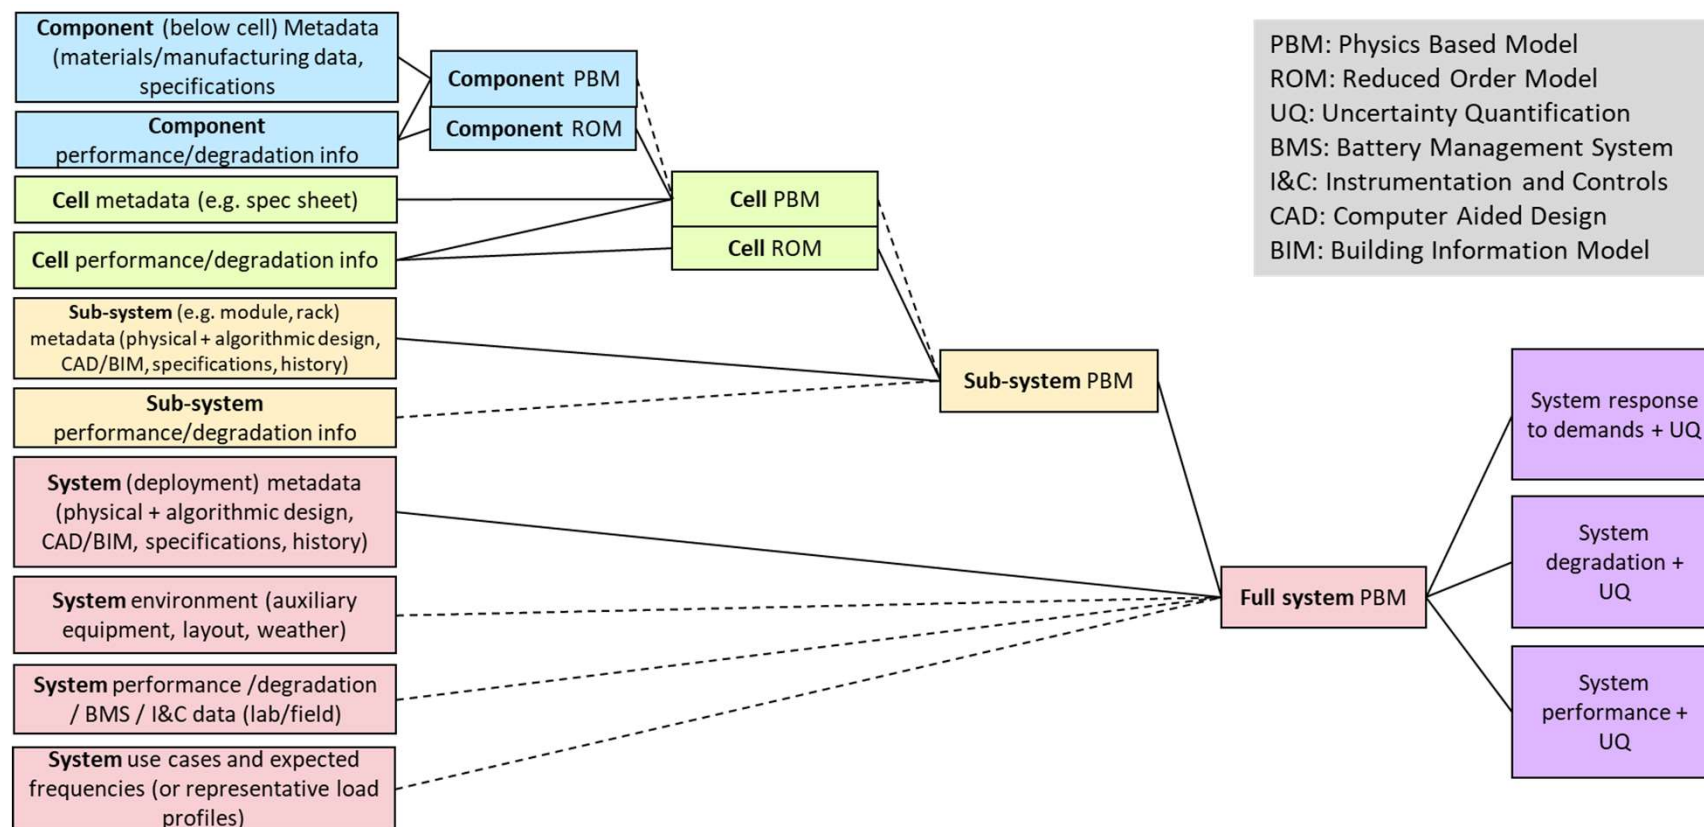 Component (below cell) Metadata
(materials/manufacturing data,
specifications
Component
performance/degradation info
Cell metadata (e.g. spec sheet)
Cell performance/degradation info
Sub-system (e.g. module, rack)
metadata (physical + algorithmic design,
CAD/BIM, specifications, history)
Sub-system
performance/degradation info
System (deployment) metadata
(physical + algorithmic design,
CAD/BIM, specifications, history)
System environment (auxiliary
equipment, layout, weather)
System performance /degradation
/ BMS / I&C data (lab/field)
System use cases and expected
frequencies (or representative load
profiles)
Component PBM
Component ROM
Cell PBM
Cell ROM
Sub-system PBM
Full system PBM
PBM: Physics Based Model
ROM: Reduced Order Model
UQ: Uncertainty Quantification
BMS: Battery Management System
I&C: Instrumentation and Controls
CAD: Computer Aided Design
BIM: Building Information Model
System response
to demands + UQ
System
degradation +
UQ
System
performance +
UQ